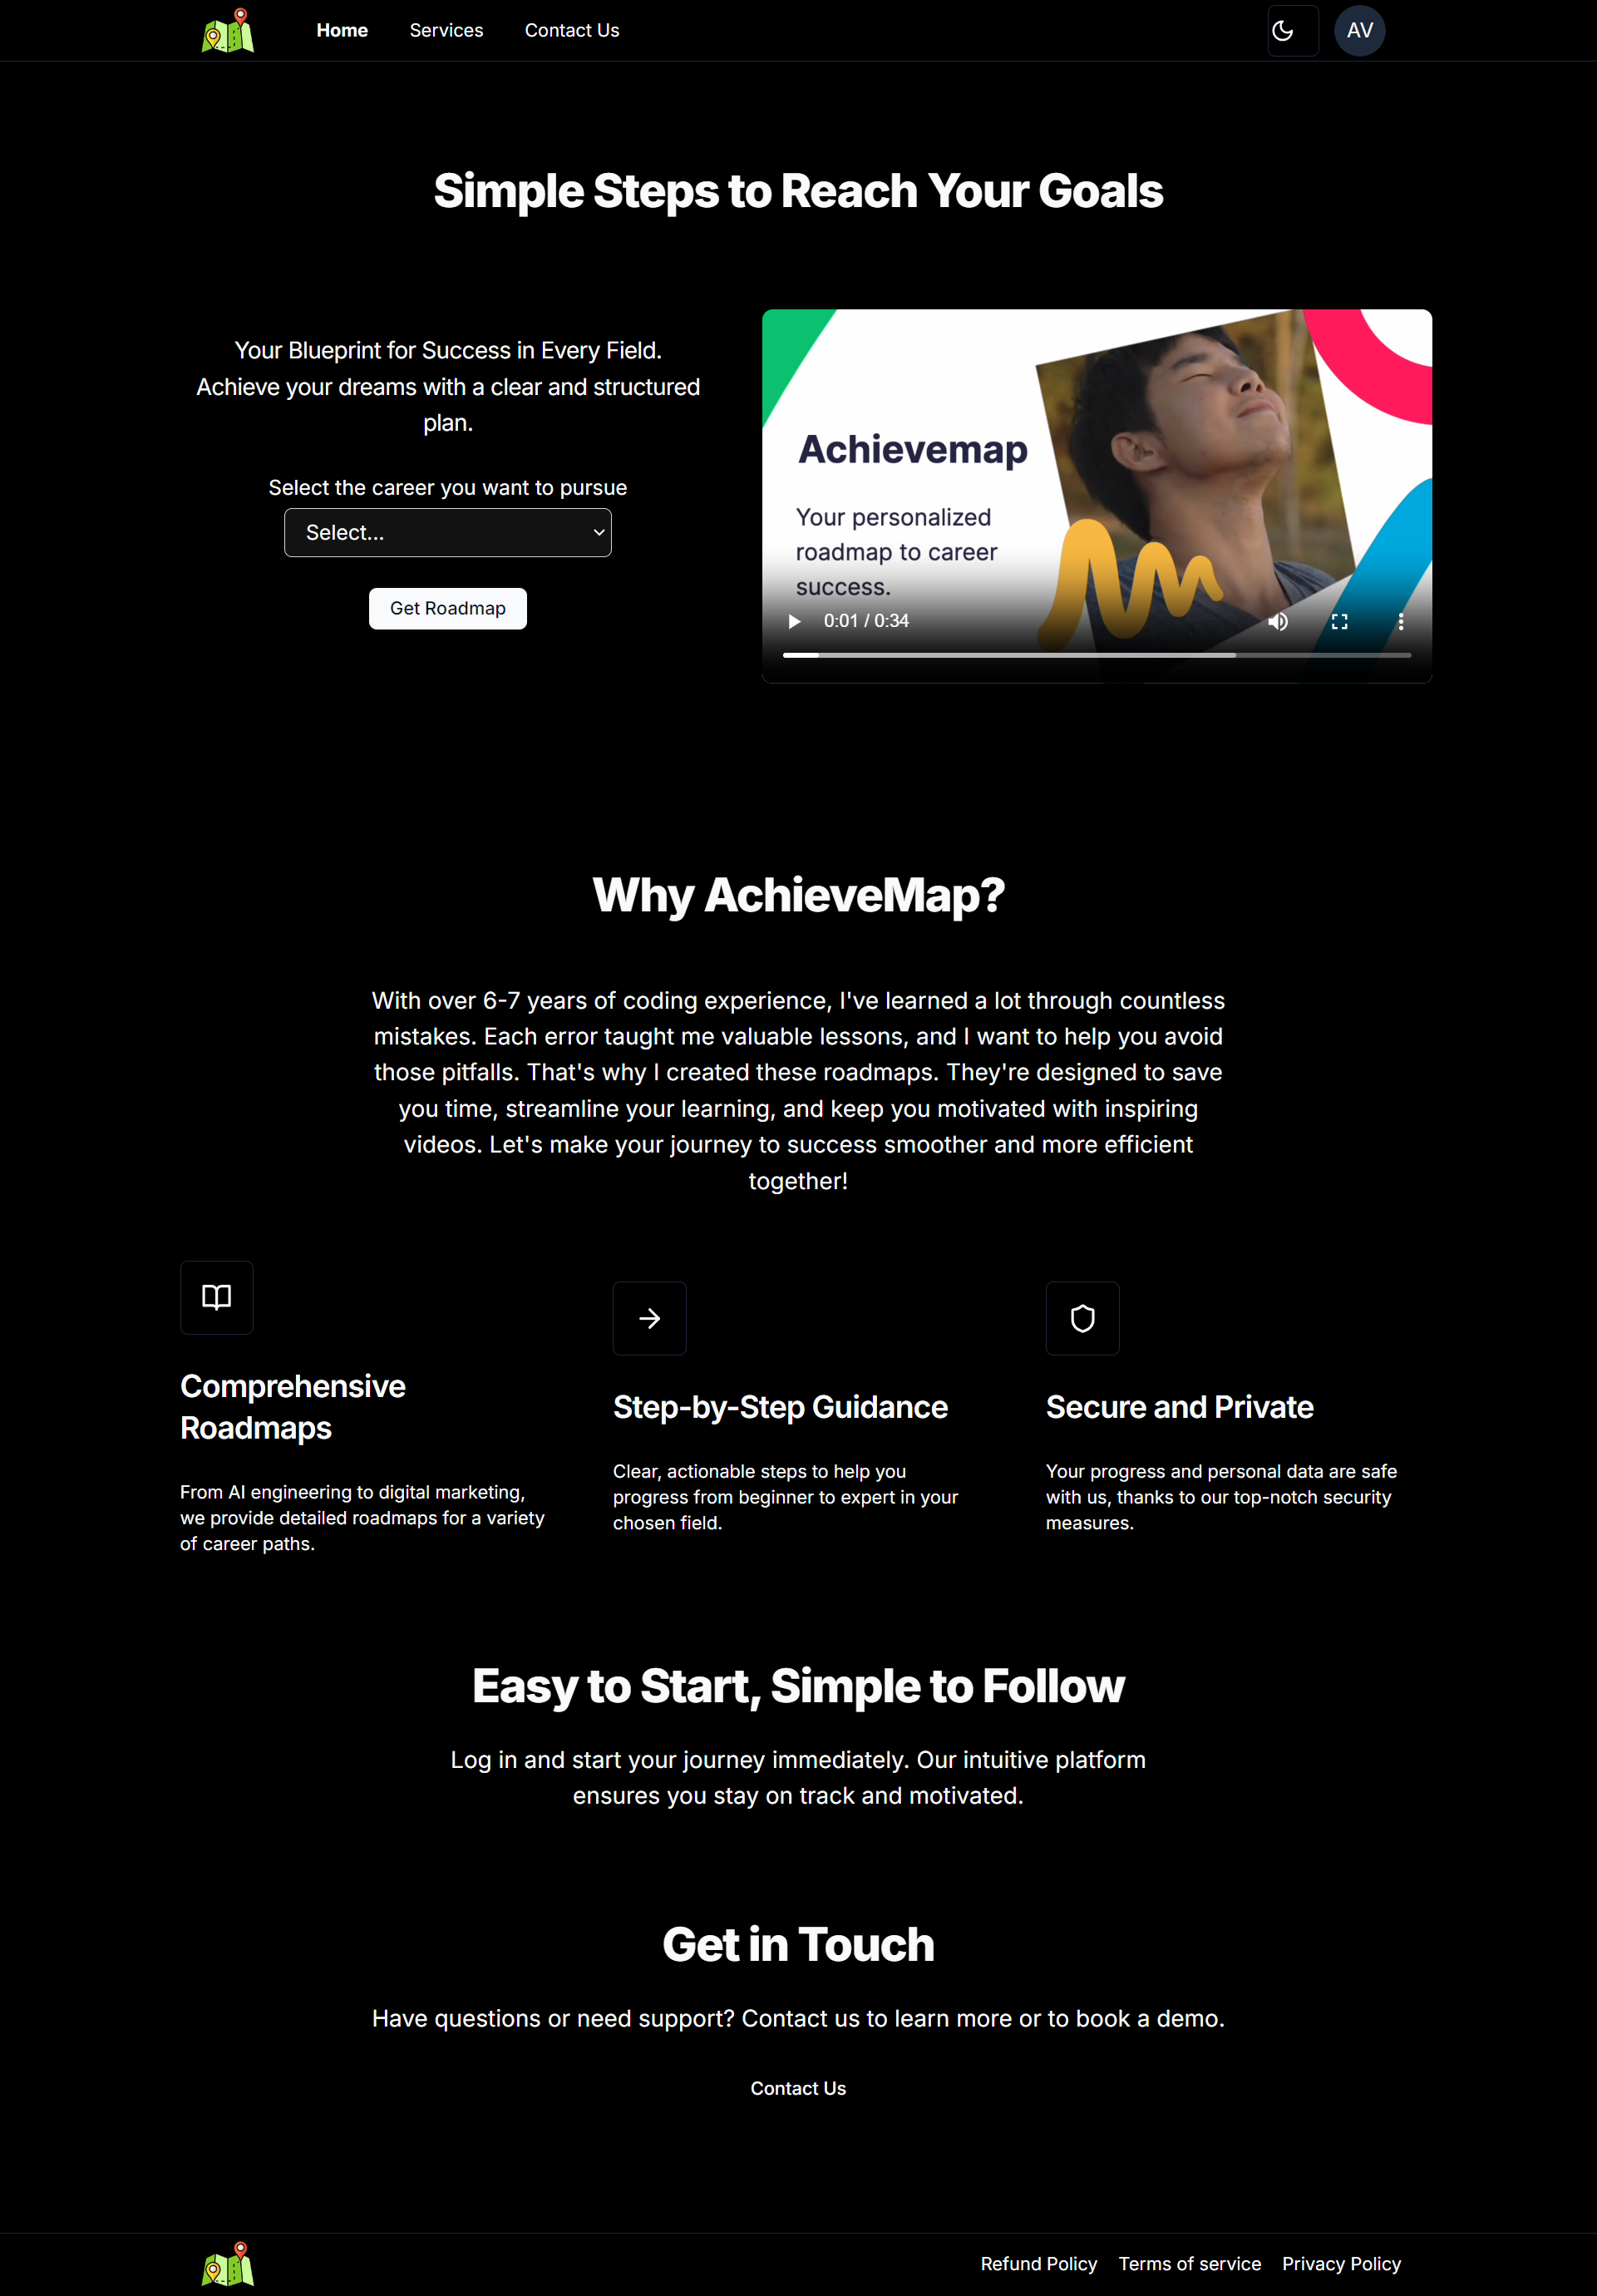 Home
Services
Contact Us
AV
Simple Steps to Reach Your Goals
Your Blueprint for Success in Every Field.
Achieve your dreams with a clear and structured
plan.
Select the career you want to pursue
Select...
Get Roadmap
Achievemap
Your personalized
roadmap to career
success.
0:01 / 0:34
Why AchieveMap?
With over 6-7 years of coding experience, I've learned a lot through countless
mistakes. Each error taught me valuable lessons, and I want to help you avoid
those pitfalls. That's why I created these roadmaps. They're designed to save
you time, streamline your learning, and keep you motivated with inspiring
videos. Let's make your journey to success smoother and more efficient
together!
Comprehensive
Roadmaps
From AI engineering to digital marketing,
we provide detailed roadmaps for a variety
of career paths.
Step-by-Step Guidance
Clear, actionable steps to help you
progress from beginner to expert in your
chosen field.
Secure and Private
Your progress and personal data are safe
with us, thanks to our top-notch security
measures.
Easy to Start, Simple to Follow
Log in and start your journey immediately. Our intuitive platform
ensures you stay on track and motivated.
Get in Touch
Have questions or need support? Contact us to learn more or to book a demo.
Contact Us
Refund Policy
Terms of service
Privacy Policy